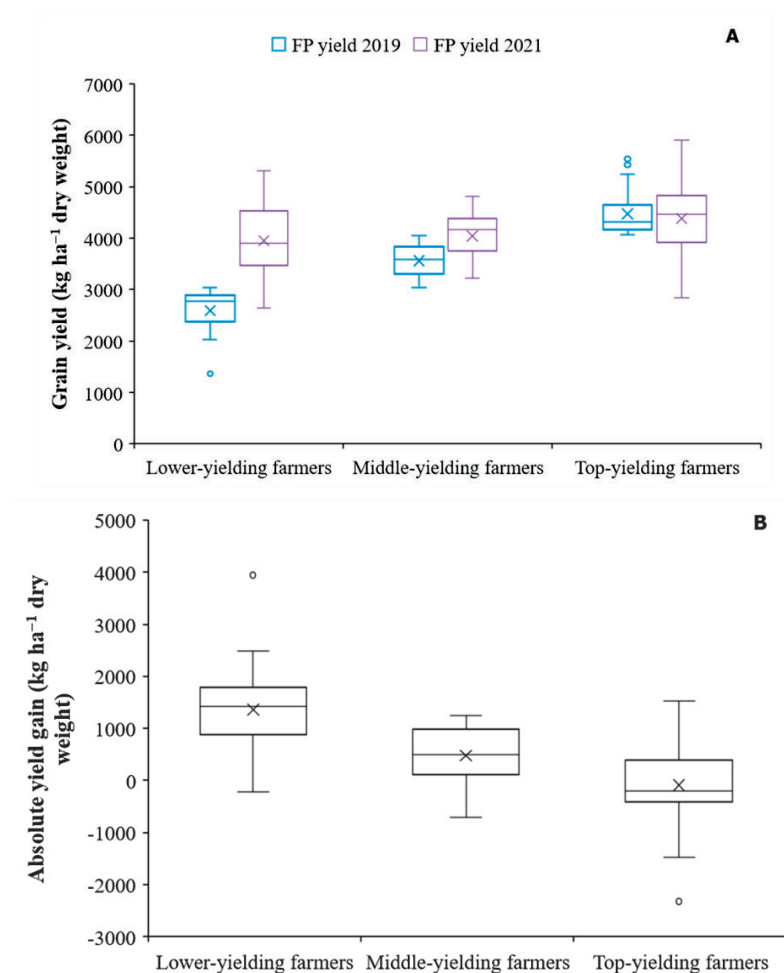 A
FP yield 2019 FP yield 2021
Grain yield (kg ha⁻¹ dry weight)
7000
6000
5000
4000
3000
2000
1000
0
Lower-yielding farmers Middle-yielding farmers Top-yielding farmers
B
Absolute yield gain (kg ha⁻¹ dry
weight)
5000
4000
3000
2000
1000
0
-1000
-2000
-3000
Lower-yielding farmers Middle-yielding farmers Top-yielding farmers